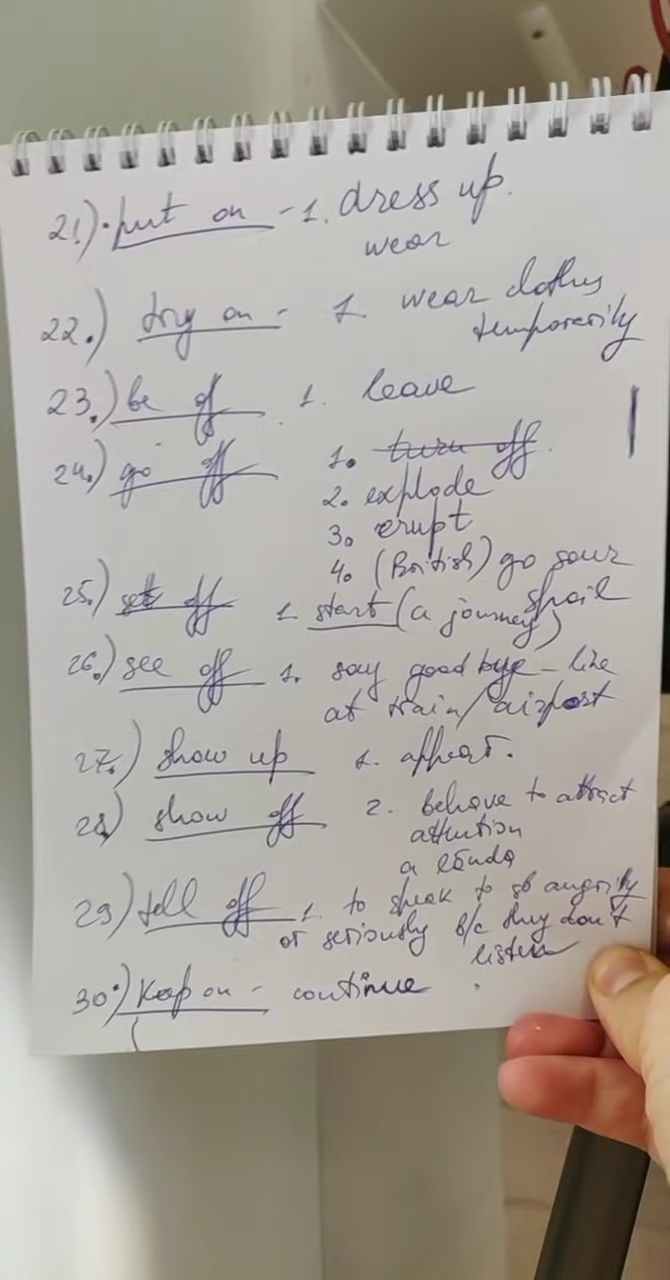 21.) put on - 1. dress up.
wear
22.) try on - 1. wear clothes
temporarily
23.) be off 1. leave
24.) go off 1. turn off.
2. explode
3. erupt
4. (British) go sour
spoil
25.) set off 1. start (a journey)
26.) see off 1. say goodbye - like
at train/airport
27.) show up 1. appear.
28) show off 2. behave to attract
attention
a
29) tell off 1. to speak to sb angrily
or seriously b/c they don't
listen
30.) Keep on - continue